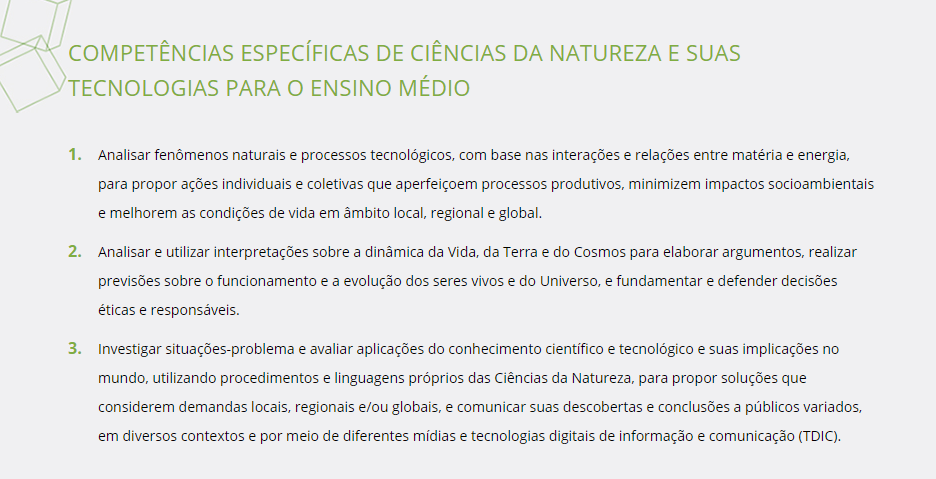 COMPETÊNCIAS ESPECÍFICAS DE CIÊNCIAS DA NATUREZA E SUAS
TECNOLOGIAS PARA O ENSINO MÉDIO
1. Analisar fenômenos naturais e processos tecnológicos, com base nas interações e relações entre matéria e energia,
para propor ações individuais e coletivas que aperfeiçoem processos produtivos, minimizem impactos socioambientais
e melhorem as condições de vida em âmbito local, regional e global.
2. Analisar e utilizar interpretações sobre a dinâmica da Vida, da Terra e do Cosmos para elaborar argumentos, realizar
previsões sobre o funcionamento e a evolução dos seres vivos e do Universo, e fundamentar e defender decisões
éticas e responsáveis.
3. Investigar situações-problema e avaliar aplicações do conhecimento científico e tecnológico e suas implicações no
mundo, utilizando procedimentos e linguagens próprios das Ciências da Natureza, para propor soluções que
considerem demandas locais, regionais e/ou globais, e comunicar suas descobertas e conclusões a públicos variados,
em diversos contextos e por meio de diferentes mídias e tecnologias digitais de informação e comunicação (TDIC).